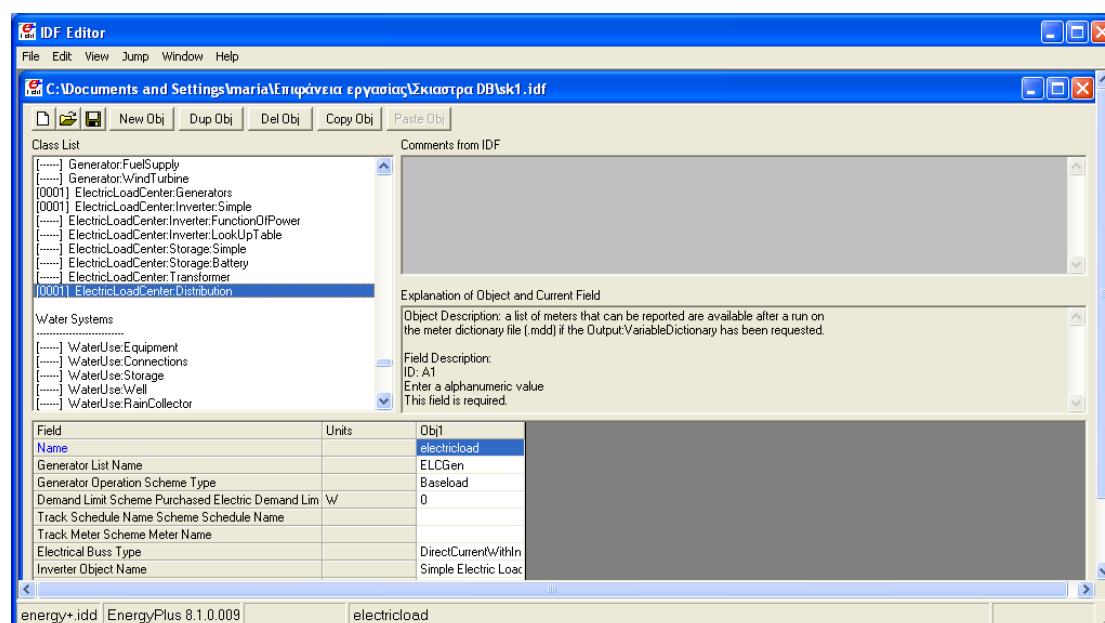 IDF Editor
File Edit View Jump Window Help
C:\Documents and Settings\maria\Επιφάνεια εργασίας\Σκιαστρα DB\sk1.idf
New Obj Dup Obj Del Obj Copy Obj Paste Obj
Class List
Comments from IDF
[------] Generator:FuelSupply
[------] Generator:WindTurbine
[0001] ElectricLoadCenter:Generators
[0001] ElectricLoadCenter:Inverter:Simple
[------] ElectricLoadCenter:Inverter:FunctionOfPower
[------] ElectricLoadCenter:Inverter:LookUpTable
[------] ElectricLoadCenter:Storage:Simple
[------] ElectricLoadCenter:Storage:Battery
[------] ElectricLoadCenter:Transformer
[0001] ElectricLoadCenter:Distribution
Water Systems
-------------------------
[------] WaterUse:Equipment
[------] WaterUse:Connections
[------] WaterUse:Storage
[------] WaterUse:Well
[------] WaterUse:RainCollector
Explanation of Object and Current Field
Object Description: a list of meters that can be reported are available after a run on
the meter dictionary file (.mdd) if the Output:VariableDictionary has been requested.
Field Description:
ID: A1
Enter a alphanumeric value
This field is required.
Field Units Obj1
Name electricload
Generator List Name ELCGen
Generator Operation Scheme Type Baseload
Demand Limit Scheme Purchased Electric Demand Lim W 0
Track Schedule Name Scheme Schedule Name
Track Meter Scheme Meter Name
Electrical Buss Type DirectCurrentWithIn
Inverter Object Name Simple Electric Loac
energy+.idd EnergyPlus 8.1.0.009 electricload